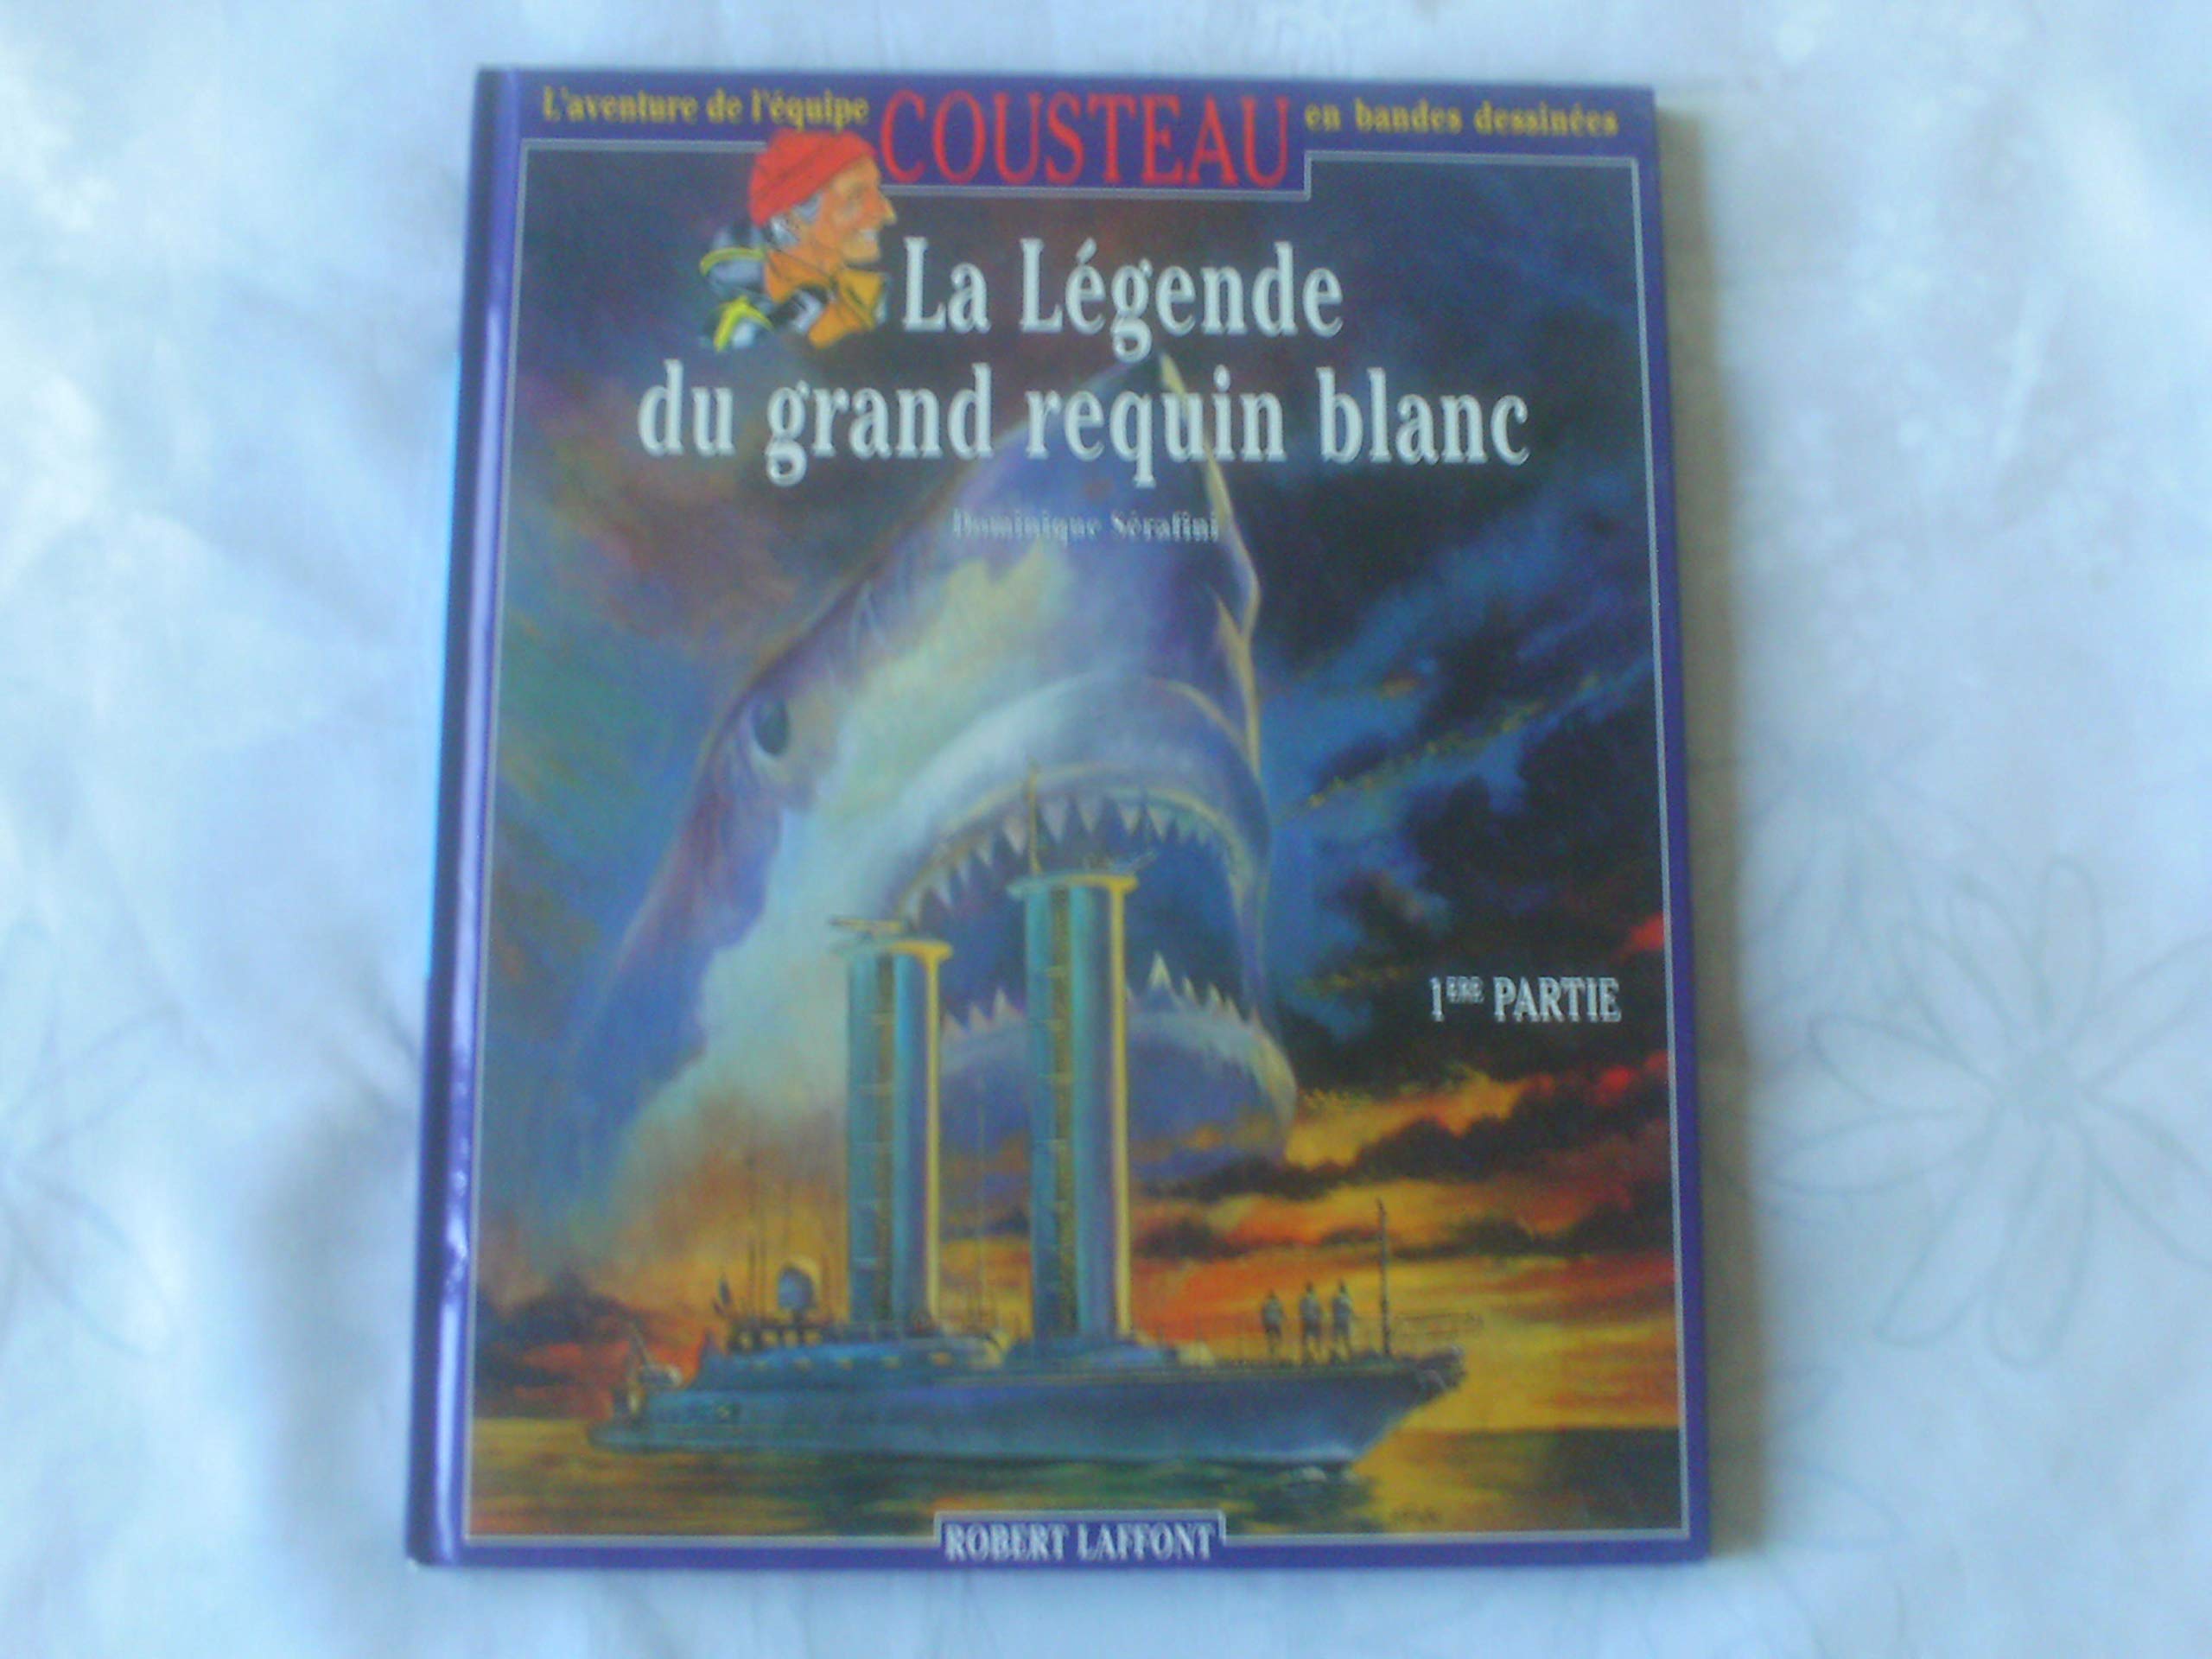 L'aventure de l'équipe COUSTEAU en bandes dessinées
La Légende
du grand requin blanc
Dominique Sérafini
1ERE PARTIE
ROBERT LAFFONT